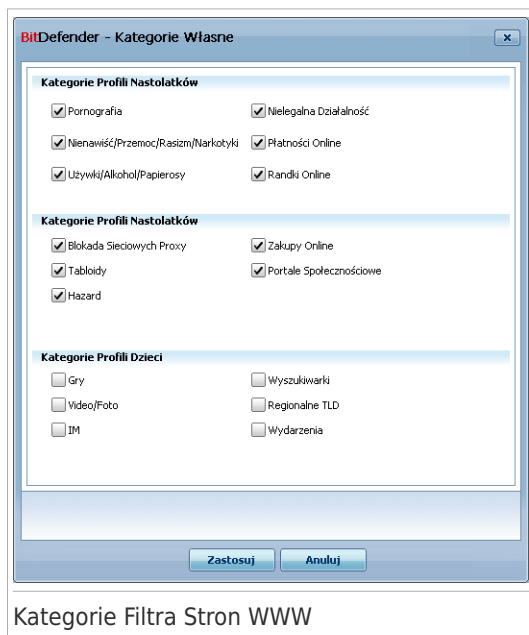 BitDefender - Kategorie Własne
Kategorie Profili Nastolatków
Pornografia
Nielegalna Działalność
Nienawiść/Przemoc/Rasizm/Narkotyki
Płatności Online
Używki/Alkohol/Papierosy
Randki Online
Kategorie Profili Nastolatków
Blokada Sieciowych Proxy
Zakupy Online
Tabloidy
Portale Społecznościowe
Hazard
Kategorie Profili Dzieci
Gry
Wyszukiwarki
Video/Foto
Regionalne TLD
IM
Wydarzenia
Zastosuj
Anuluj
Kategorie Filtra Stron WWW